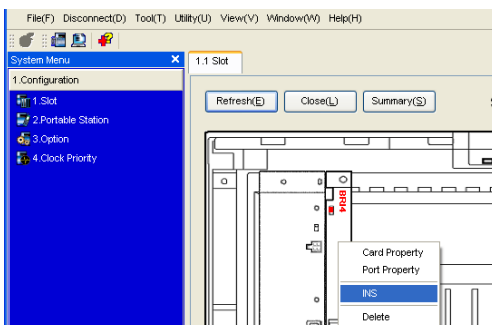 File(F) Disconnect(D) Tool(T) Utility(U) View(V) Window(W) Help(H)
System Menu X
1.1 Slot
1.Configuration
1.Slot
2.Portable Station
3.Option
4.Clock Priority
Refresh(E) Close(L) Summary(S)
BRI4
Card Property
Port Property
INS
Delete